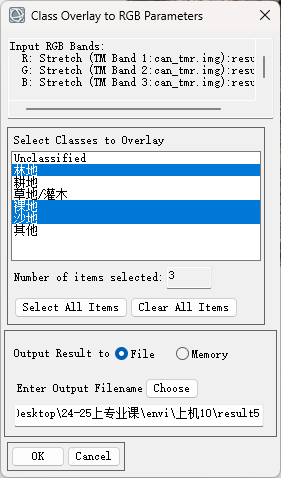 Class Overlay to RGB Parameters
Input RGB Bands:
R: Stretch (TM Band 1:can_tmr.img):resu
G: Stretch (TM Band 2:can_tmr.img):resu
B: Stretch (TM Band 3:can_tmr.img):resu
Select Classes to Overlay
Unclassified
林地
耕地
草地/灌木
裸地
沙地
其他
Number of items selected: 3
Select All Items Clear All Items
Output Result to File Memory
Enter Output Filename Choose
Desktop\24-25上专业课\envi\上机10\result5
OK Cancel